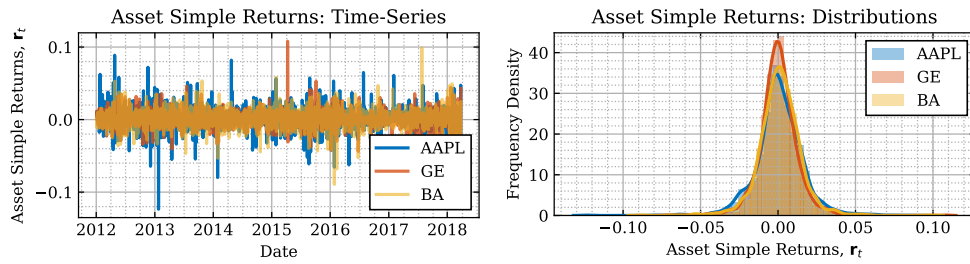 Asset Simple Returns: Time-Series
Asset Simple Returns, r_t
0.1
0.0
−0.1
AAPL
GE
BA
2012 2013 2014 2015 2016 2017 2018
Date
Asset Simple Returns: Distributions
Frequency Density
40
30
20
10
0
AAPL
GE
BA
−0.10 −0.05 0.00 0.05 0.10
Asset Simple Returns, r_t